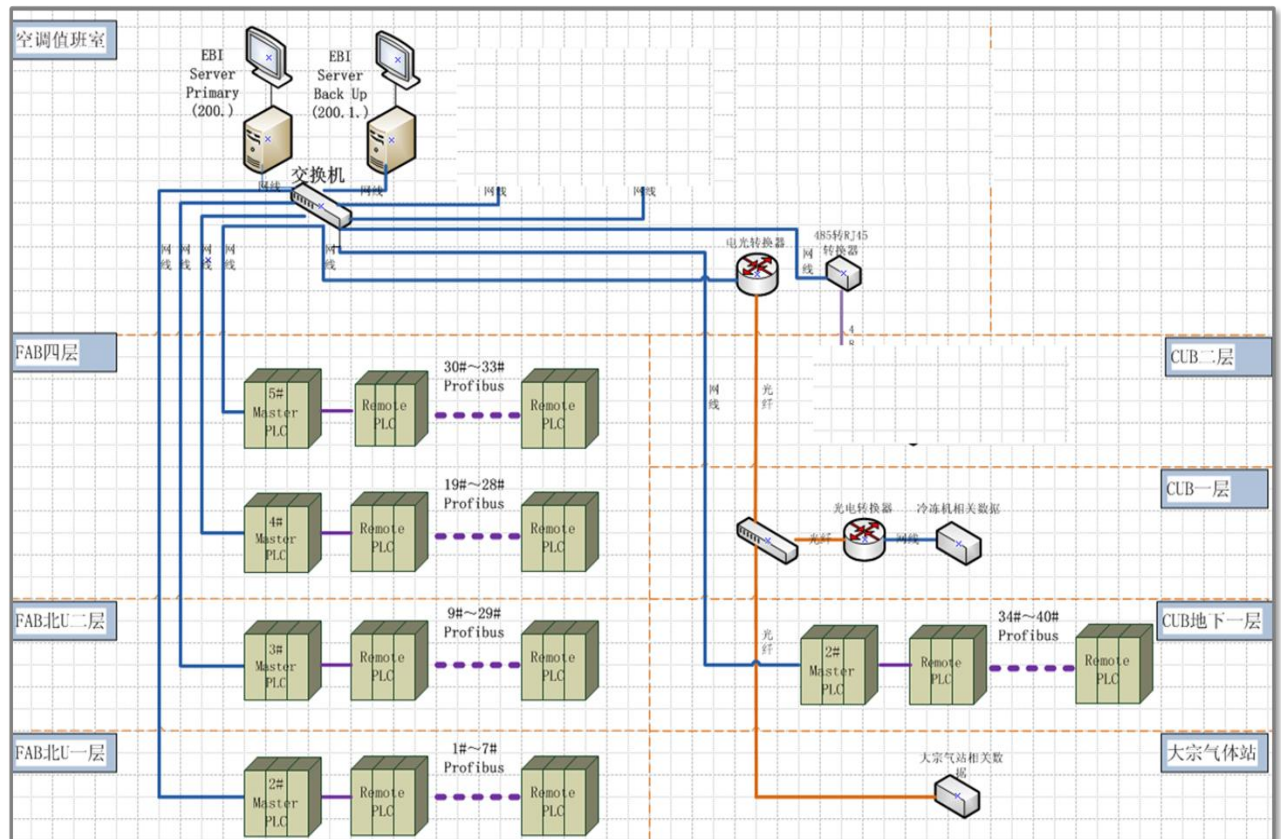 空调值班室
EBI
Server
Primary
(200.)
EBI
Server
Back Up
(200.1.)
交换机
网线
网线
网线
网线
网线
网线
网线
网线
网线
电光转换器
485转RJ45
转换器
网线
FAB四层
CUB二层
5#
Master
PLC
Remote
PLC
30#~33#
Profibus
Remote
PLC
网线
光纤
4#
Master
PLC
Remote
PLC
19#~28#
Profibus
Remote
PLC
CUB一层
光电转换器
冷冻机相关数据
光纤
网线
FAB北U二层
3#
Master
PLC
Remote
PLC
9#~29#
Profibus
Remote
PLC
CUB地下一层
光纤
2#
Master
PLC
Remote
PLC
34#~40#
Profibus
Remote
PLC
FAB北U一层
2#
Master
PLC
Remote
PLC
1#~7#
Profibus
Remote
PLC
大宗气体站
大宗气站相关数
据